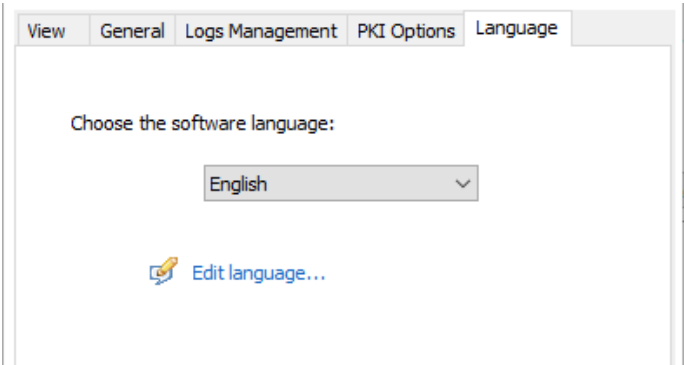 View General Logs Management PKI Options Language
Choose the software language:
English
Edit language...